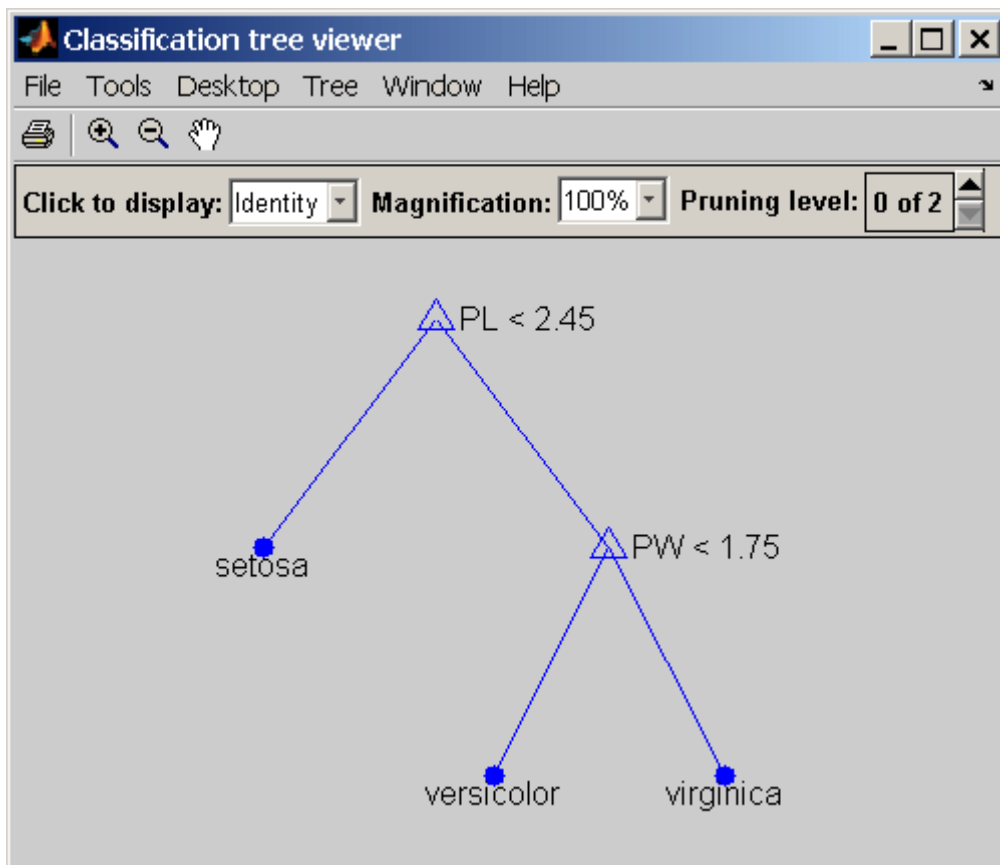 Classification tree viewer
File Tools Desktop Tree Window Help
Click to display: Identity Magnification: 100% Pruning level: 0 of 2
PL < 2.45
setosa
PW < 1.75
versicolor
virginica